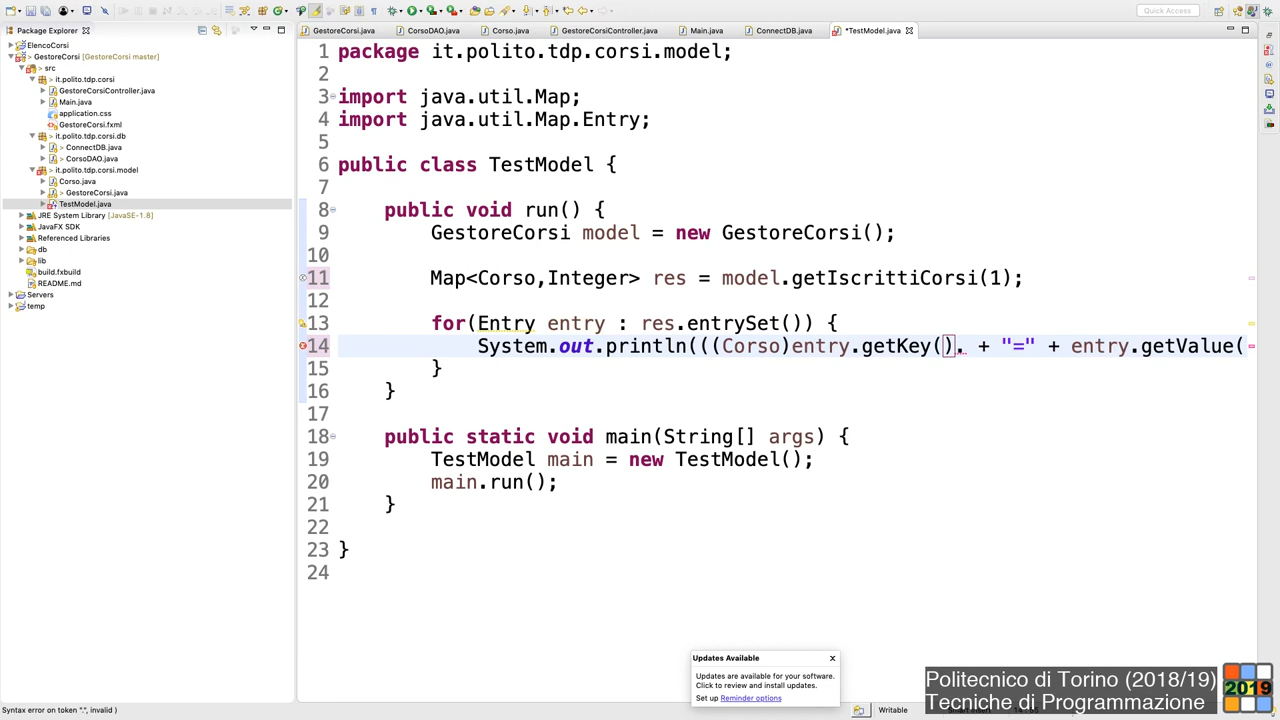 Quick Access
Package Explorer
GestoreCorsi.java
CorsoDAO.java
Corso.java
GestoreCorsiController.java
Main.java
ConnectDB.java
*TestModel.java
ElencoCorsi
> GestoreCorsi [GestoreCorsi master]
> src
> it.polito.tdp.corsi
GestoreCorsiController.java
Main.java
application.css
GestoreCorsi.fxml
> it.polito.tdp.corsi.db
> ConnectDB.java
> CorsoDAO.java
> it.polito.tdp.corsi.model
Corso.java
> GestoreCorsi.java
TestModel.java
JRE System Library [JavaSE-1.8]
JavaFX SDK
Referenced Libraries
db
lib
build.fxbuild
README.md
Servers
temp
1 package it.polito.tdp.corsi.model;
2
3 import java.util.Map;
4 import java.util.Map.Entry;
5
6 public class TestModel {
7
8 public void run() {
9 GestoreCorsi model = new GestoreCorsi();
10
11 Map<Corso,Integer> res = model.getIscrittiCorsi(1);
12
13 for(Entry entry : res.entrySet()) {
14 System.out.println(((Corso)entry.getKey(). + "=" + entry.getValue(
15 }
16 }
17
18 public static void main(String[] args) {
19 TestModel main = new TestModel();
20 main.run();
21 }
22
23 }
24
Updates Available
Updates are available for your software.
Click to review and install updates.
Set up Reminder options
Politecnico di Torino (2018/19)
Tecniche di Programmazione
2019
Syntax error on token ".", invalid )
Writable